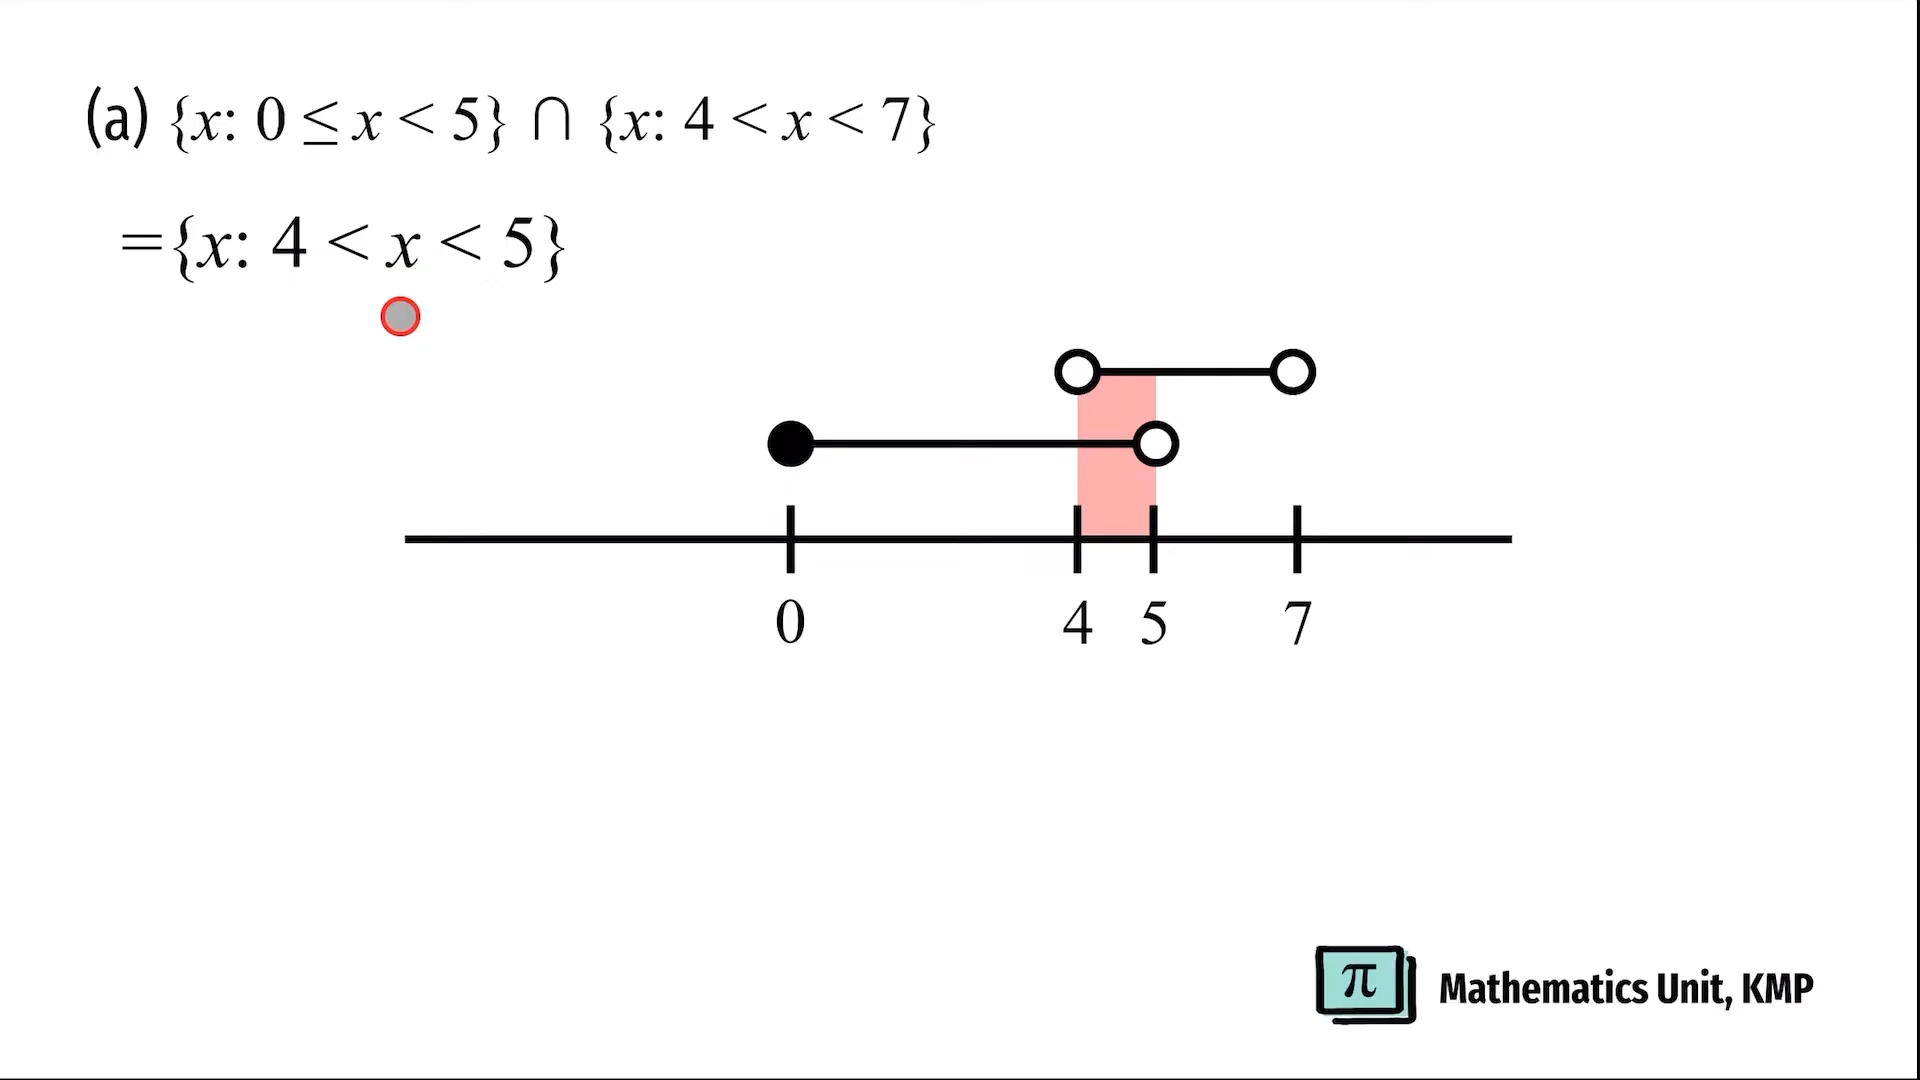 (a) {x: 0 ≤ x < 5} ∩ {x: 4 < x < 7}
={x: 4 < x < 5}
0 4 5 7
π Mathematics Unit, KMP